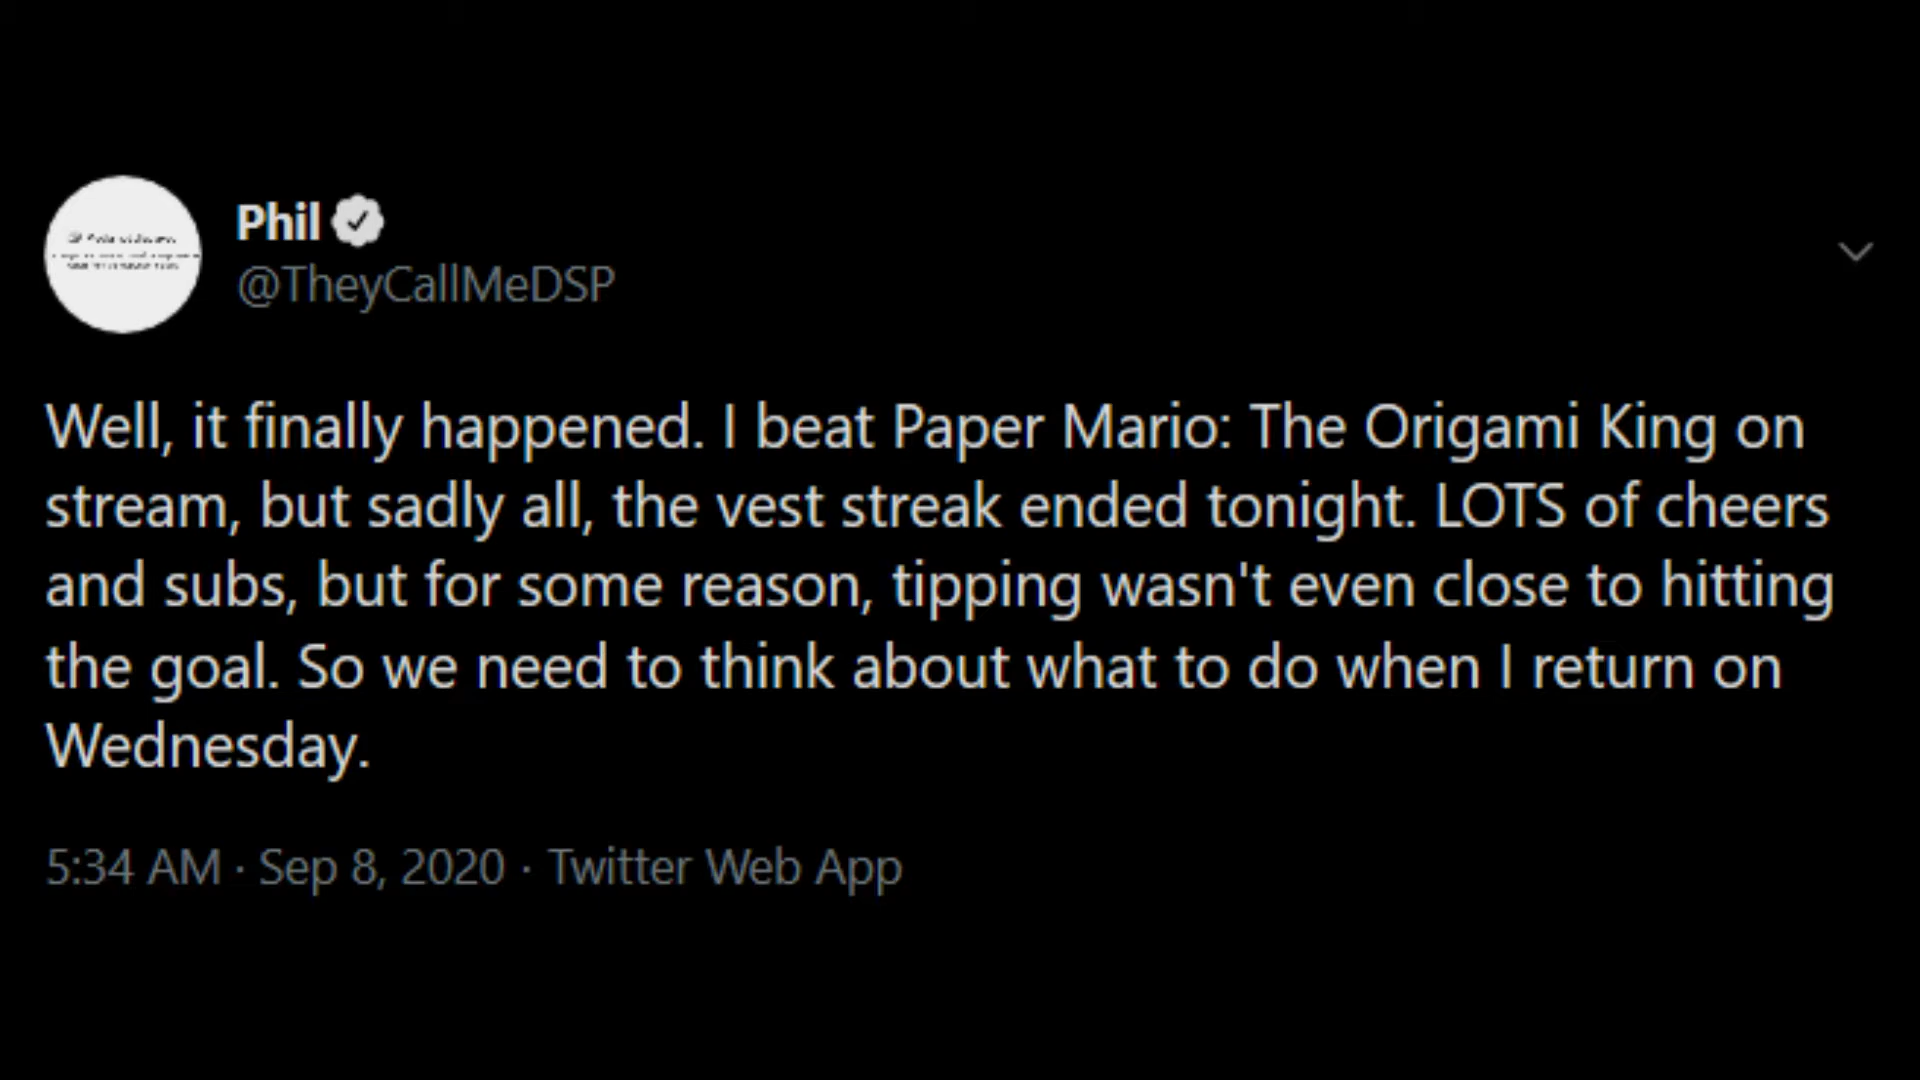 Phil
@TheyCallMeDSP
Well, it finally happened. I beat Paper Mario: The Origami King on
stream, but sadly all, the vest streak ended tonight. LOTS of cheers
and subs, but for some reason, tipping wasn't even close to hitting
the goal. So we need to think about what to do when I return on
Wednesday.
5:34 AM · Sep 8, 2020 · Twitter Web App